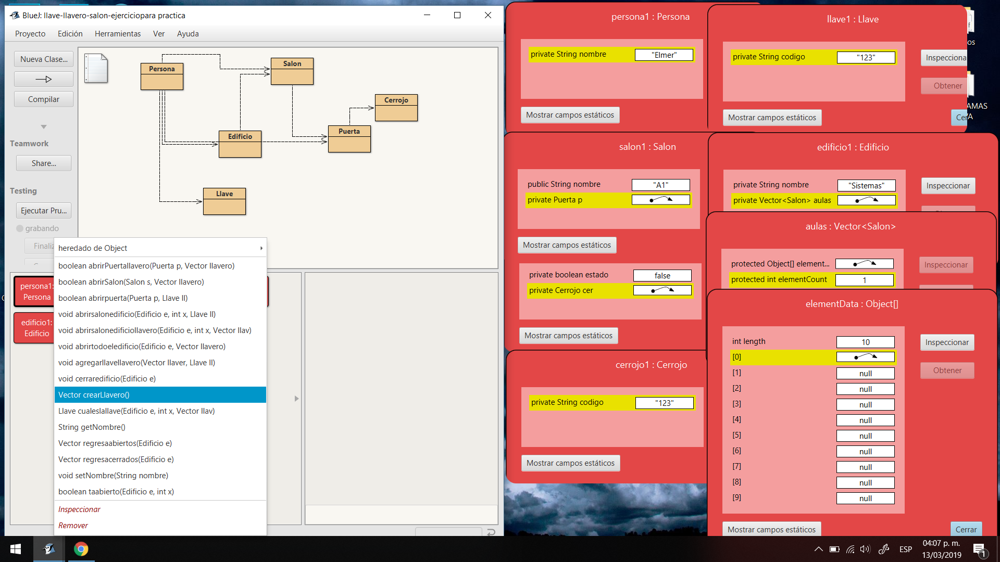 BlueJ: llave-llavero-salon-ejerciciopara practica
Proyecto Edición Herramientas Ver Ayuda
Nueva Clase...
Compilar
Teamwork
Share...
Testing
Ejecutar Pru...
grabando
Persona
Salon
Cerrojo
Edificio
Puerta
Llave
persona1:
Persona
edificio1:
Edificio
heredado de Object
boolean abrirPuertallavero(Puerta p, Vector llavero)
boolean abrirSalon(Salon s, Vector llavero)
boolean abrirpuerta(Puerta p, Llave ll)
void abrirsalonedificio(Edificio e, int x, Llave ll)
void abrirsalonedificiollavero(Edificio e, int x, Vector llav)
void abrirtodoeledificio(Edificio e, Vector llavero)
void agregarllavellavero(Vector llaver, Llave ll)
void cerraredificio(Edificio e)
Vector crearLlavero()
Llave cualeslallave(Edificio e, int x, Vector llav)
String getNombre()
Vector regresaabiertos(Edificio e)
Vector regresacerrados(Edificio e)
void setNombre(String nombre)
boolean taabierto(Edificio e, int x)
Inspeccionar
Remover
persona1 : Persona
private String nombre "Elmer"
Mostrar campos estáticos
llave1 : Llave
private String codigo "123"
Inspecciona
Obtener
Mostrar campos estáticos
Ce
os
AMAS
VA
salon1 : Salon
public String nombre "A1"
private Puerta p
Mostrar campos estáticos
private boolean estado false
private Cerrojo cer
Mostrar campos estáticos
cerrojo1 : Cerrojo
private String codigo "123"
Mostrar campos estáticos
edificio1 : Edificio
private String nombre "Sistemas"
private Vector<Salon> aulas
Inspeccionar
aulas : Vector<Salon>
protected Object[] element...
protected int elementCount 1
Inspeccionar
elementData : Object[]
int length 10
[0]
[1] null
[2] null
[3] null
[4] null
[5] null
[6] null
[7] null
[8] null
[9] null
Inspeccionar
Obtener
Mostrar campos estáticos
Cerrar
ESP
04:07 p. m.
13/03/2019
1